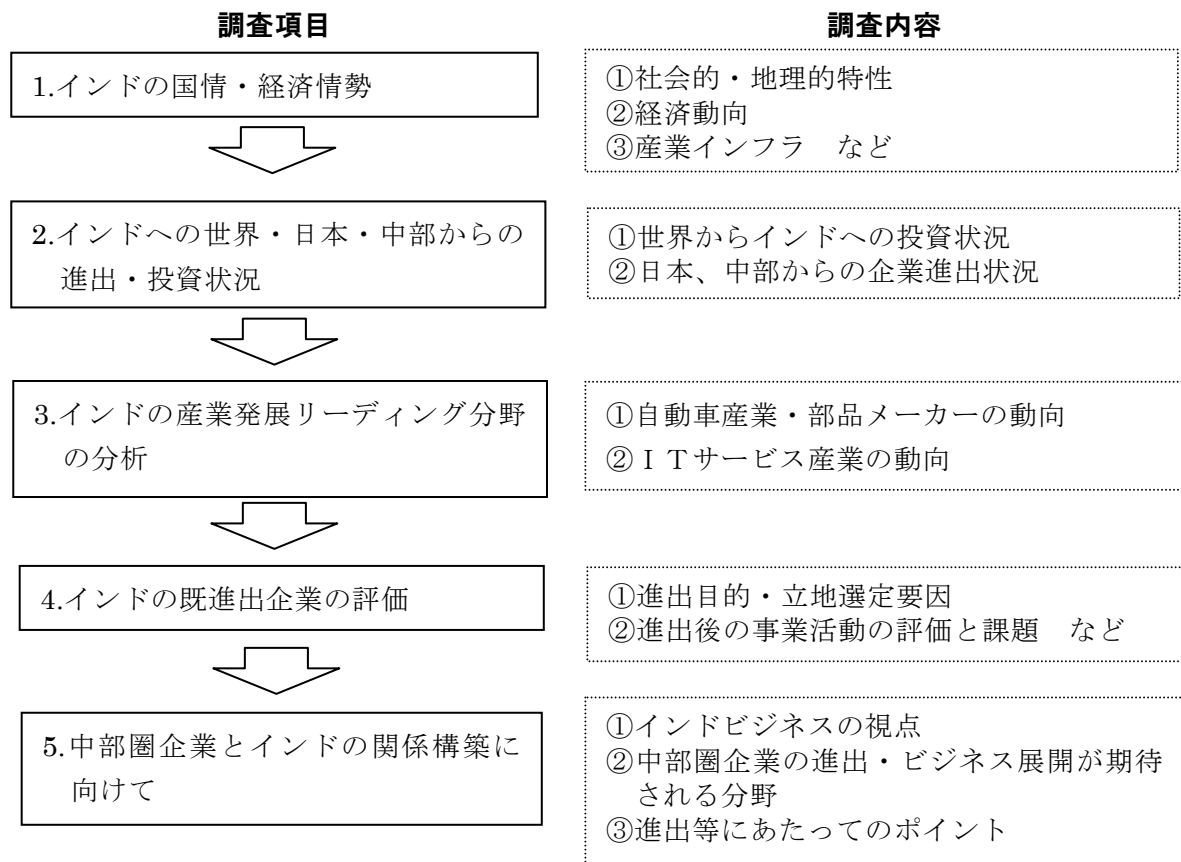 調査項目
調査内容
1.インドの国情・経済情勢
①社会的・地理的特性
②経済動向
③産業インフラ　など
2.インドへの世界・日本・中部からの
進出・投資状況
①世界からインドへの投資状況
②日本、中部からの企業進出状況
3.インドの産業発展リーディング分野
の分析
①自動車産業・部品メーカーの動向
②ＩＴサービス産業の動向
4.インドの既進出企業の評価
①進出目的・立地選定要因
②進出後の事業活動の評価と課題　など
5.中部圏企業とインドの関係構築に
向けて
①インドビジネスの視点
②中部圏企業の進出・ビジネス展開が期待
される分野
③進出等にあたってのポイント